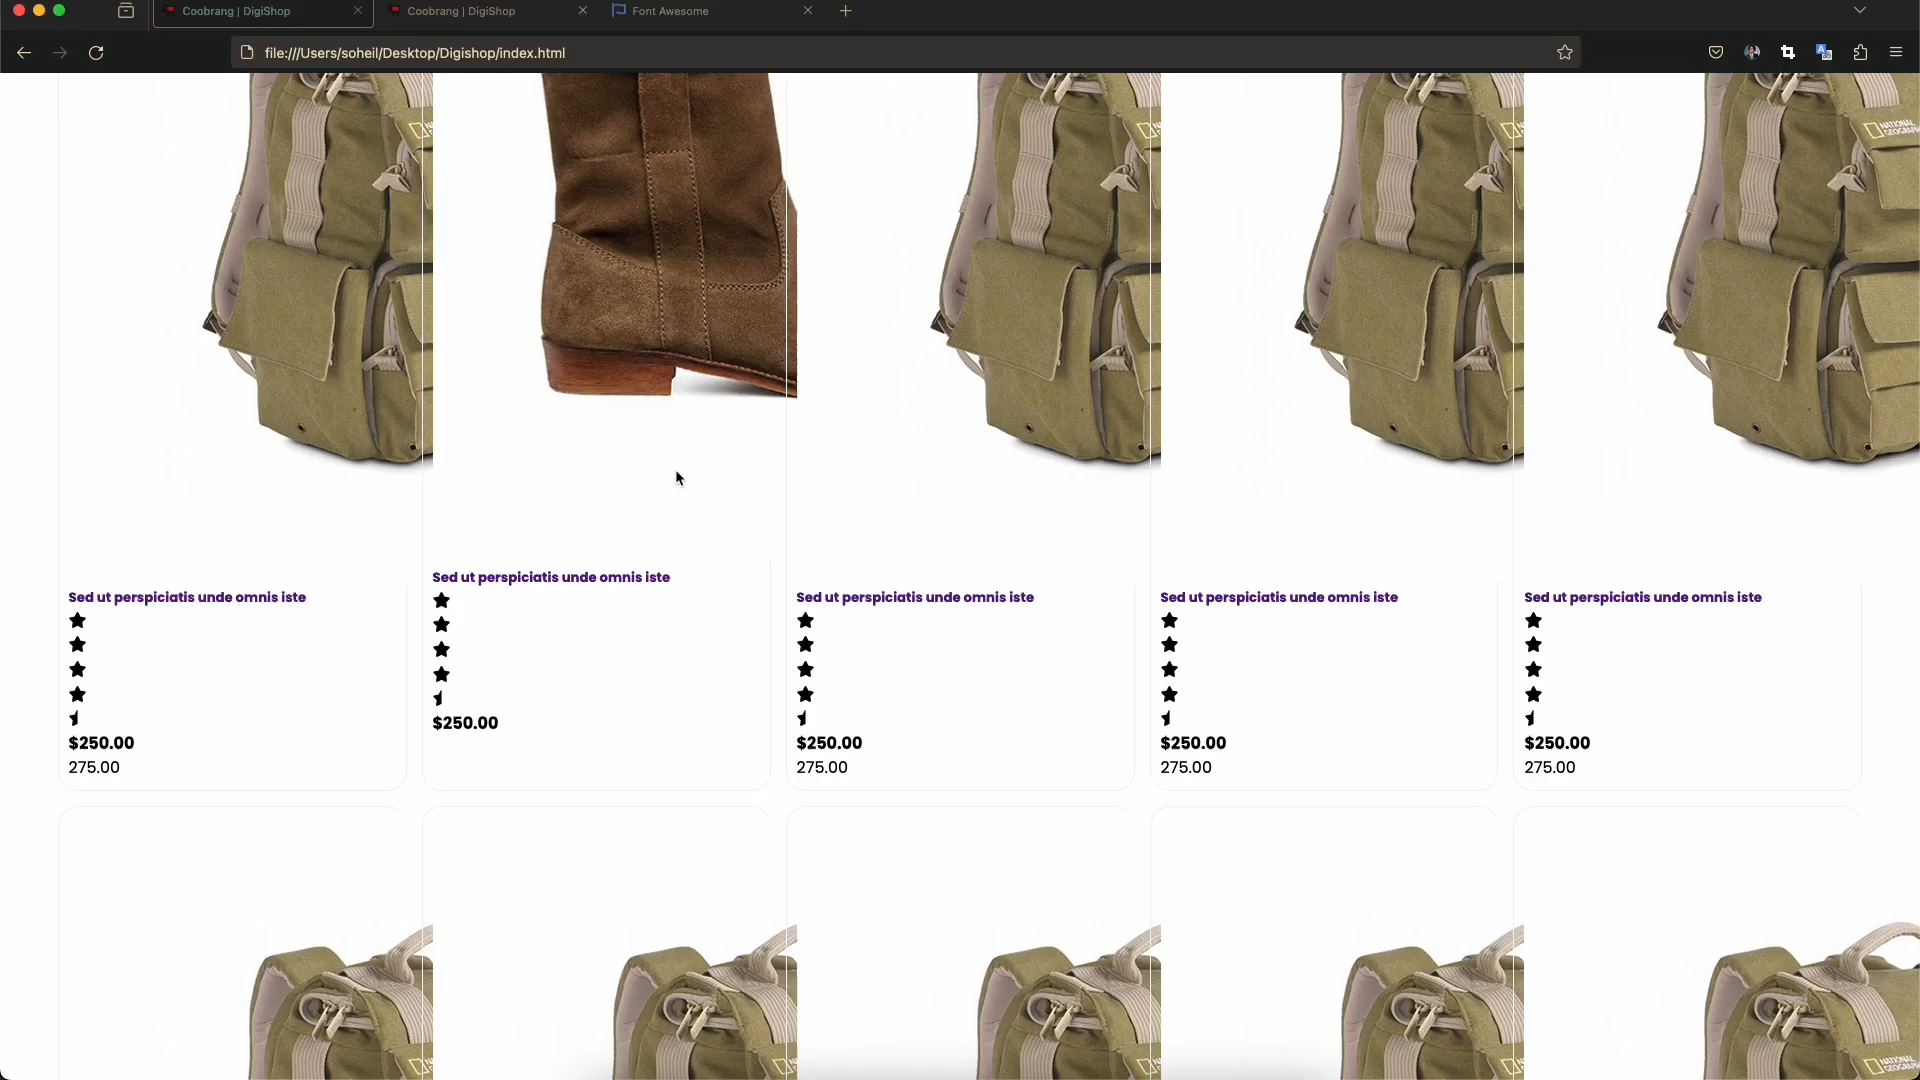 Coobrang | DigiShop
Coobrang | DigiShop
Font Awesome
file:///Users/soheil/Desktop/Digishop/index.html
NATIONAL
Sed ut perspiciatis unde omnis iste
$250.00
275.00
Sed ut perspiciatis unde omnis iste
$250.00
Sed ut perspiciatis unde omnis iste
$250.00
275.00
Sed ut perspiciatis unde omnis iste
$250.00
275.00
Sed ut perspiciatis unde omnis iste
$250.00
275.00
NATIONAL